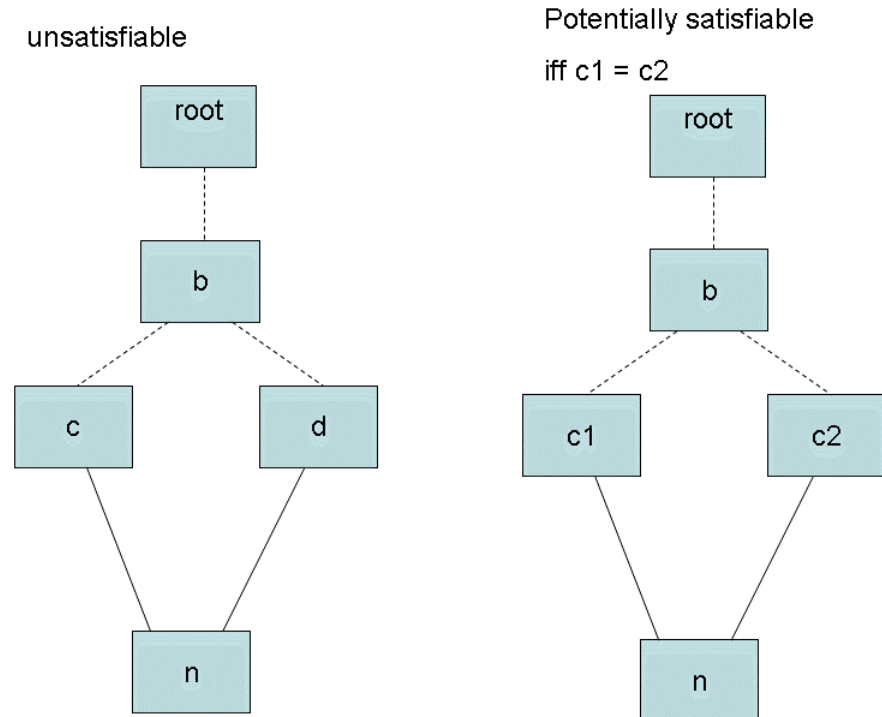 unsatisfiable
root
b
c
d
n
Potentially satisfiable
iff c1 = c2
root
b
c1
c2
n